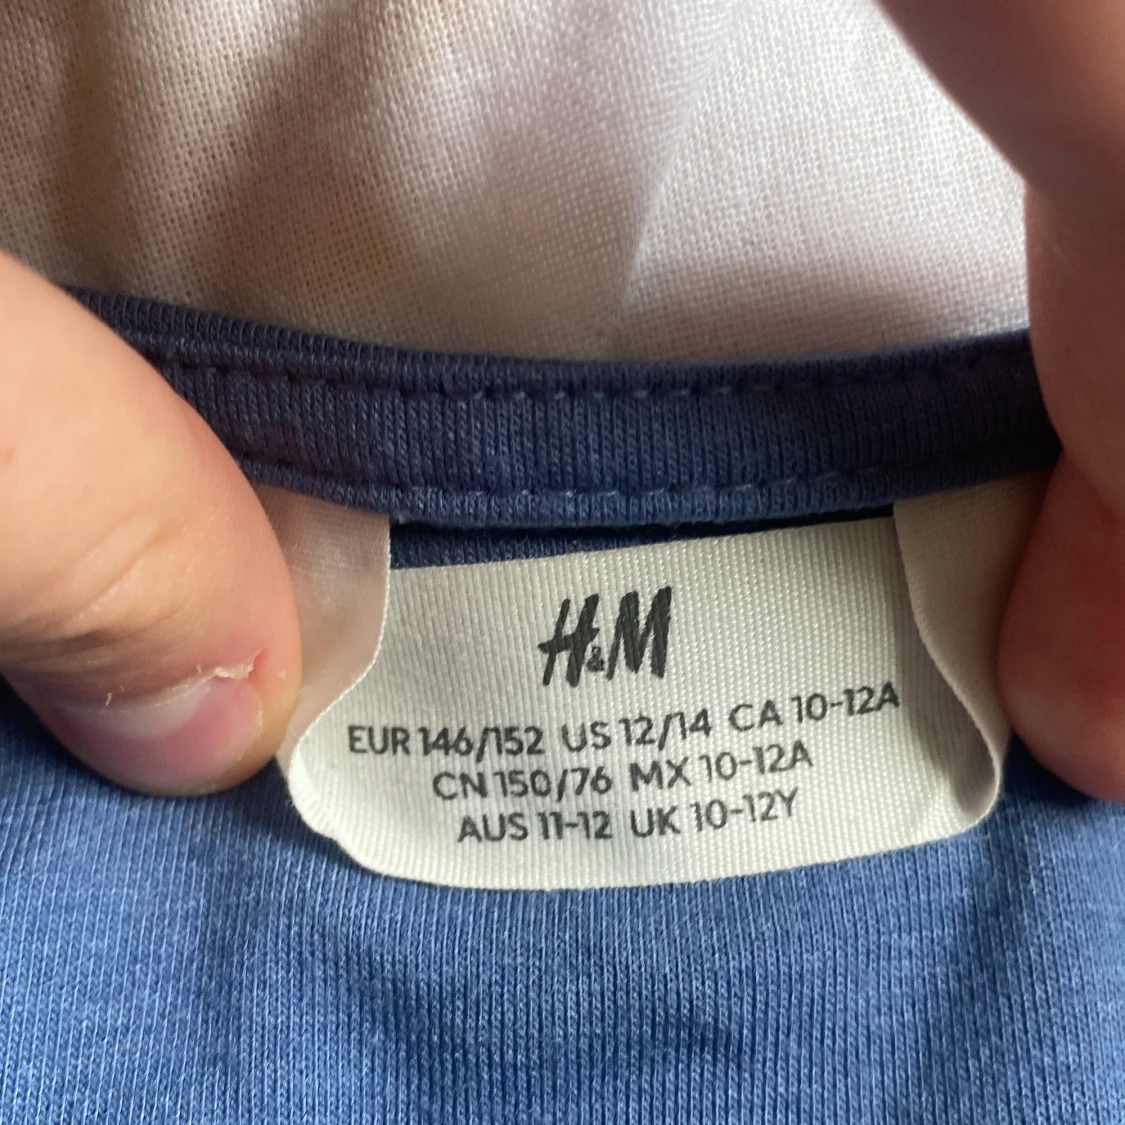 H&M
EUR 146/152 US 12/14 CA 10-12A
CN 150/76 MX 10-12A
AUS 11-12 UK 10-12Y